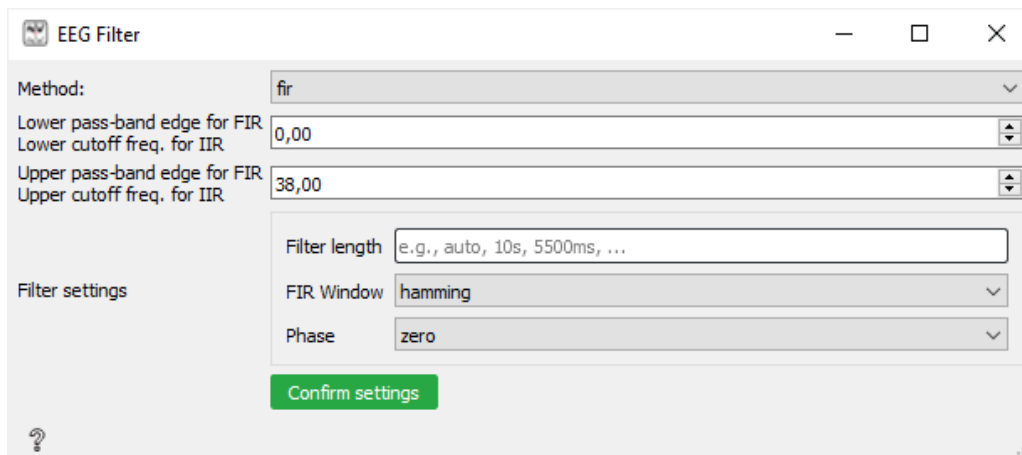 EEG Filter
Method:
fir
Lower pass-band edge for FIR
Lower cutoff freq. for IIR
0,00
Upper pass-band edge for FIR
Upper cutoff freq. for IIR
38,00
Filter settings
Filter length
e.g., auto, 10s, 5500ms, ...
FIR Window
hamming
Phase
zero
Confirm settings
?